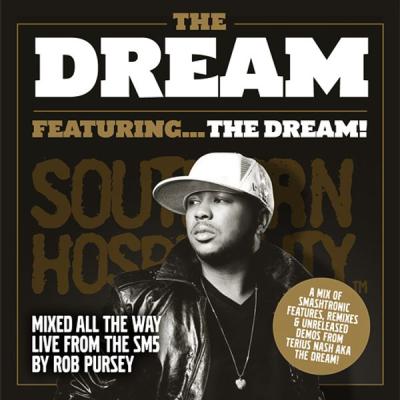 THE
DREAM
FEATURING... THE DREAM!
SOUTHERN
HOSPITALITY
TM
MIXED ALL THE WAY
LIVE FROM THE SM5
BY ROB PURSEY
A MIX OF
SMASHTRONIC
FEATURES, REMIXES
& UNRELEASED
DEMOS FROM
TERIUS NASH AKA
THE DREAM!